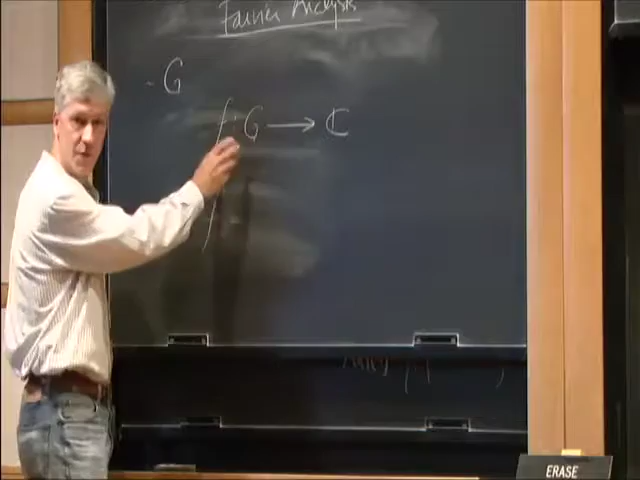 Fourier Analysis
- G
f: G → ℂ
ERASE